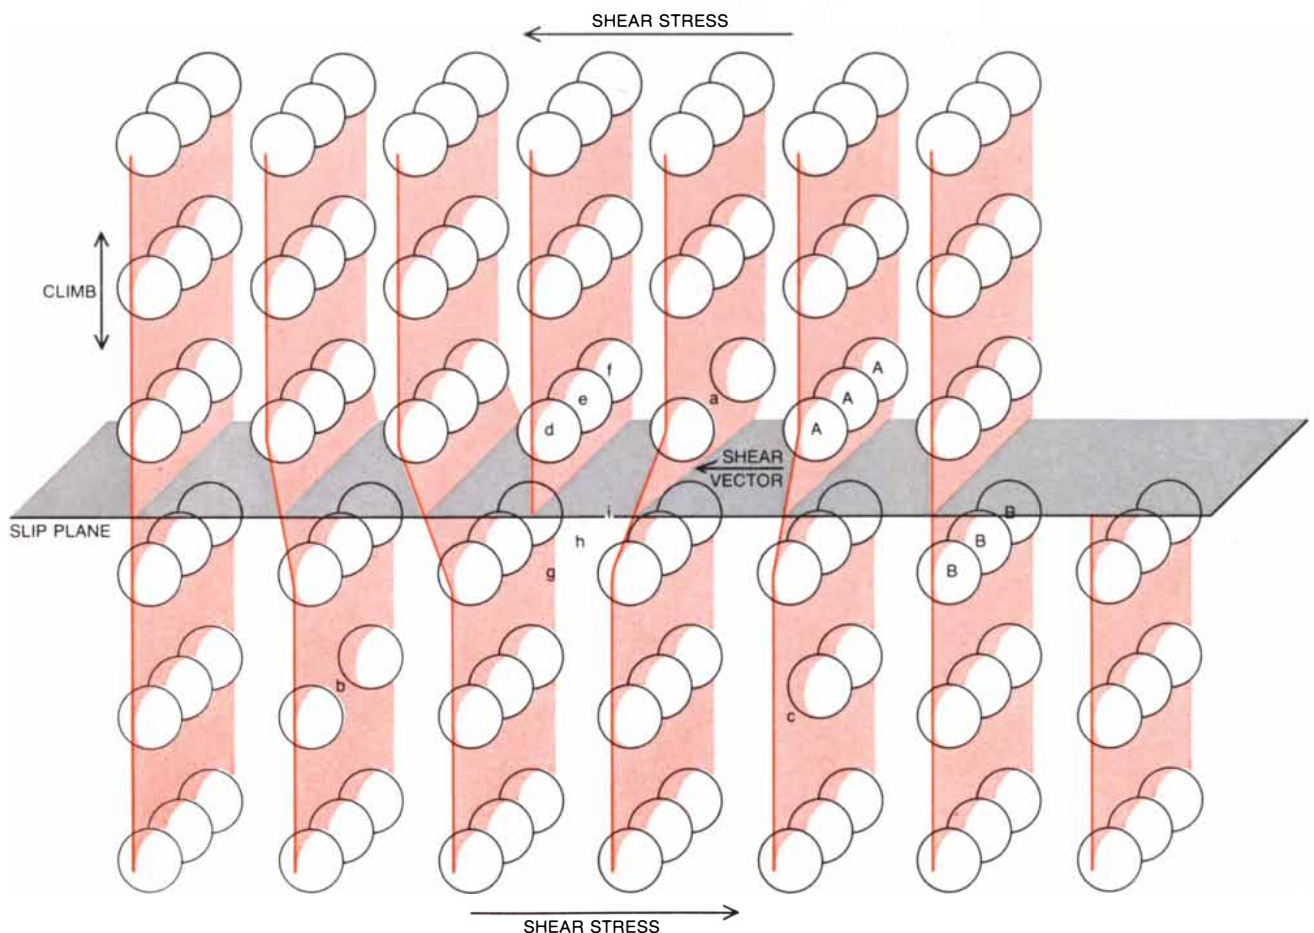 SHEAR STRESS
CLIMB
f
A
a
e
A
d
A
SHEAR
VECTOR
SLIP PLANE
i
B
h
B
g
B
b
c
SHEAR STRESS